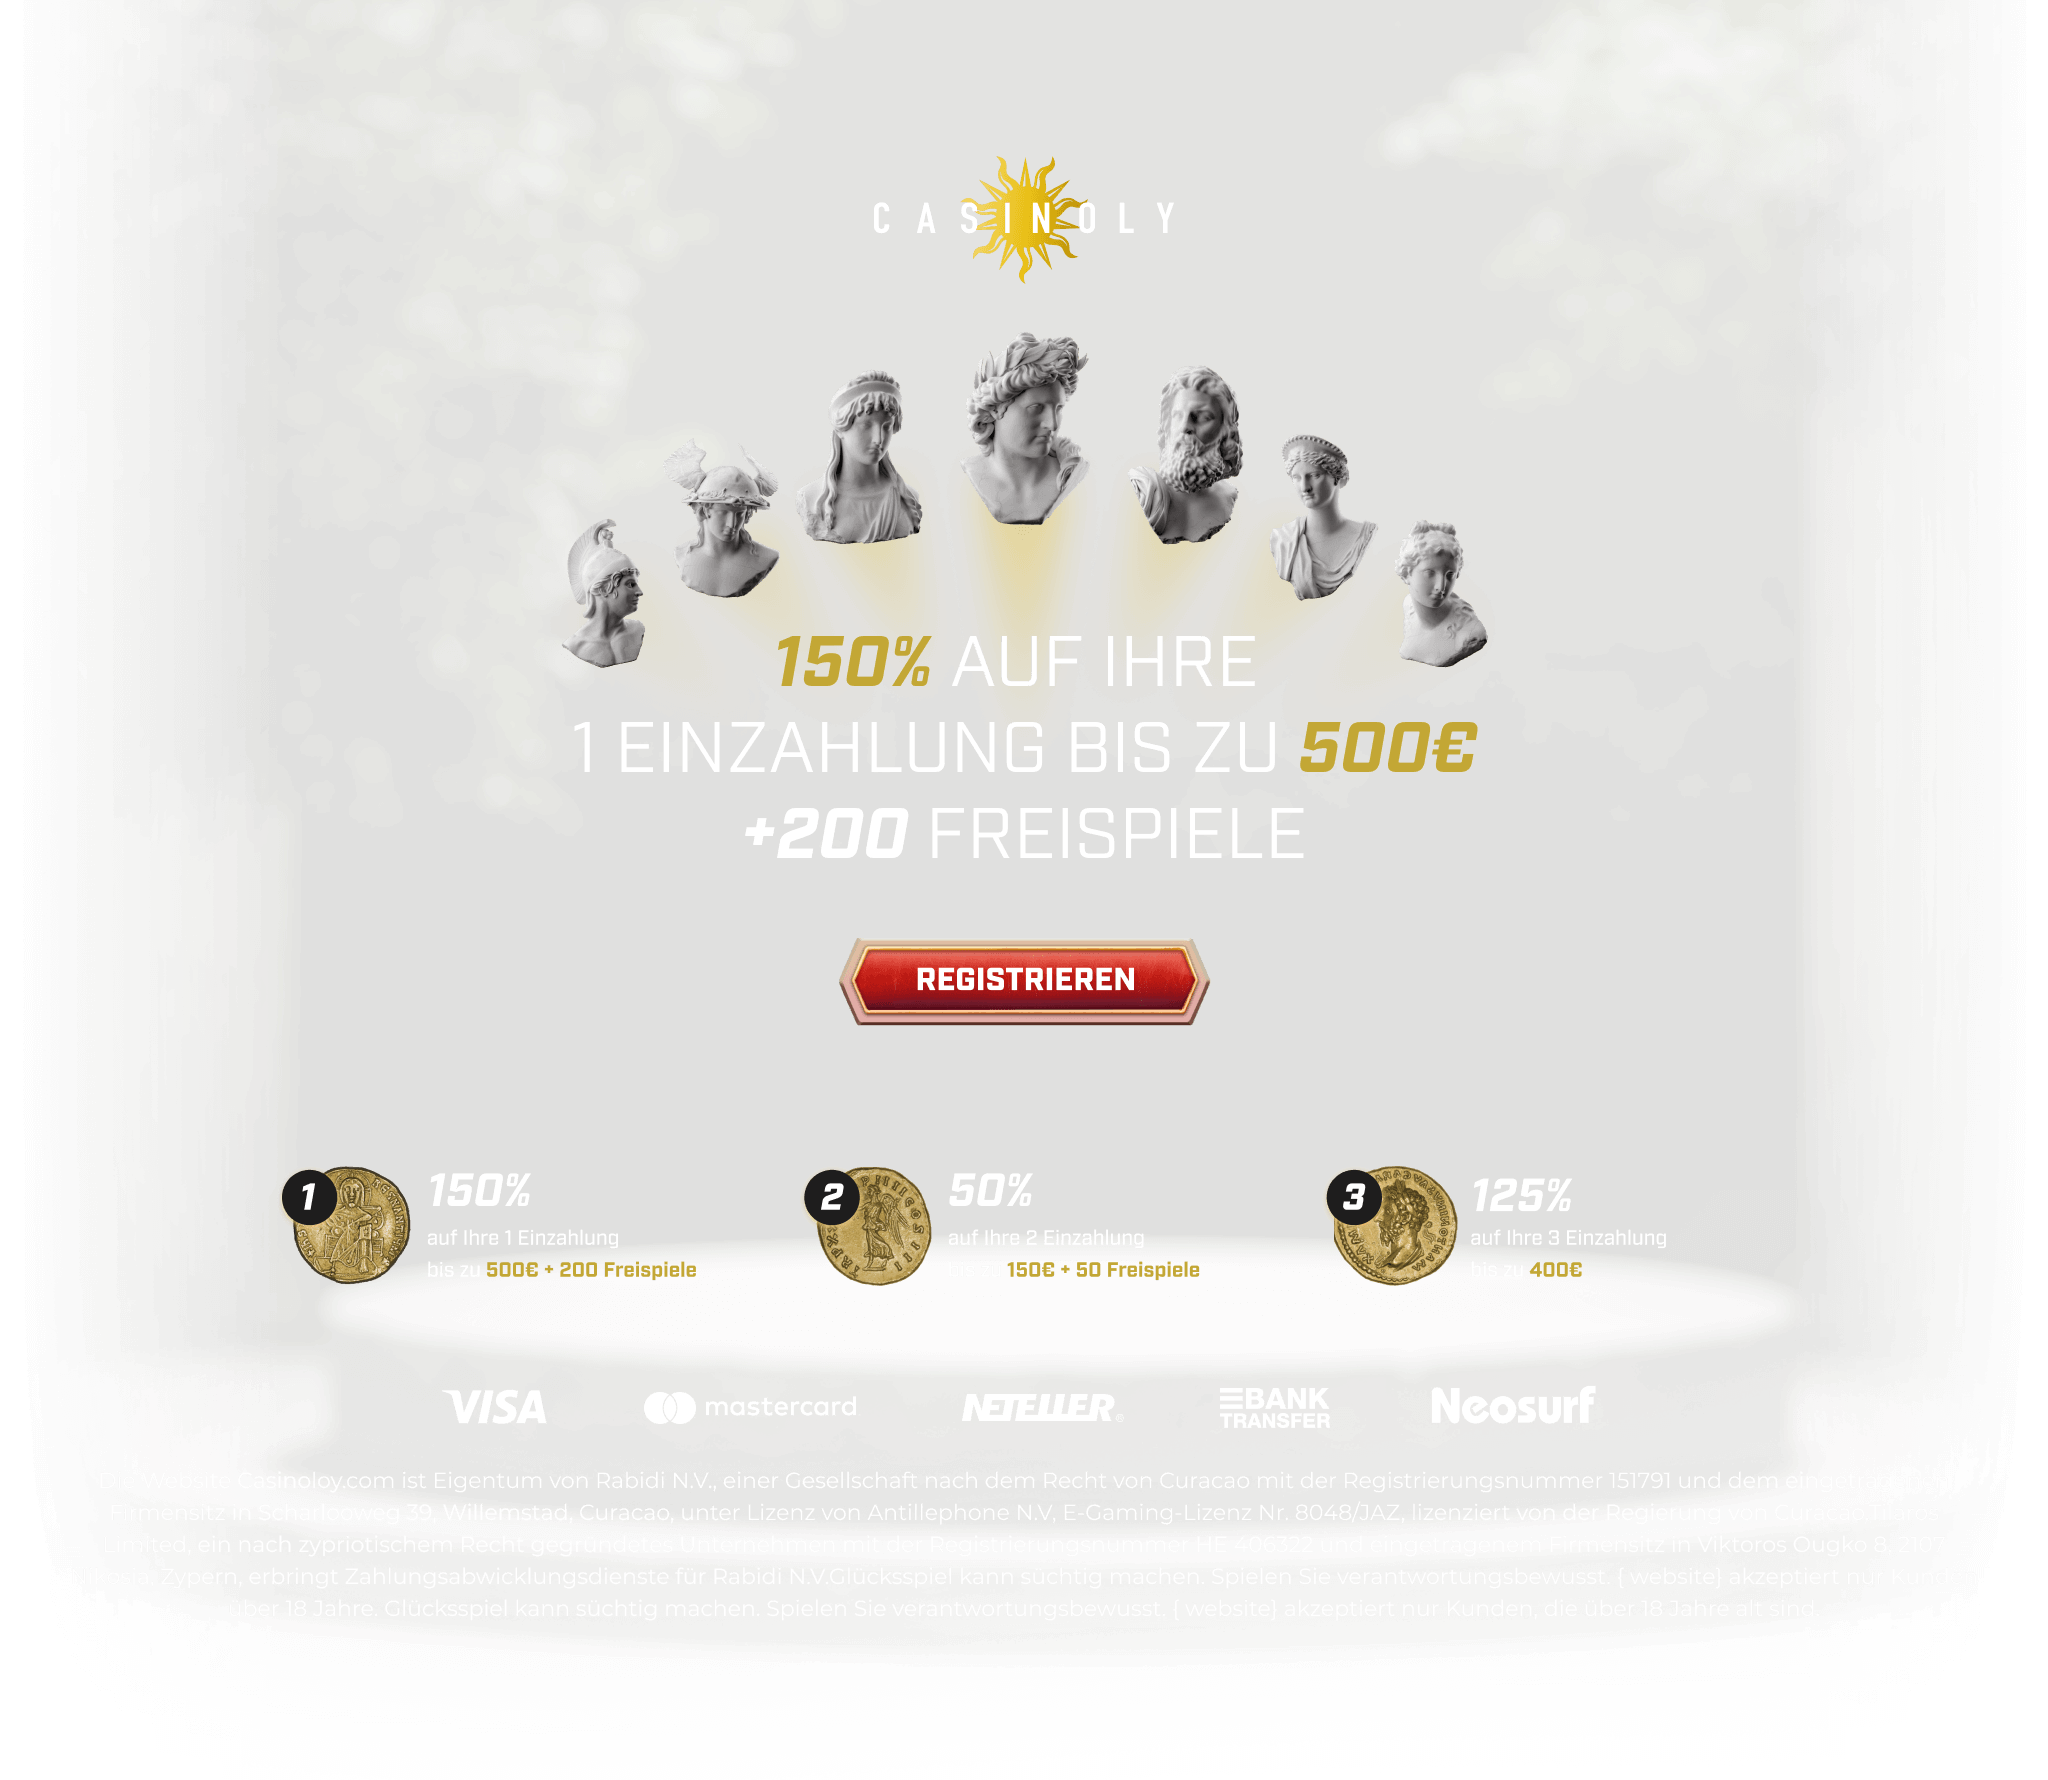 CASINOLY
150% AUF IHRE
1 EINZAHLUNG BIS ZU 500€
+200 FREISPIELE
REGISTRIEREN
1
150%
auf Ihre 1 Einzahlung
bis zu 500€ + 200 Freispiele
2
50%
auf Ihre 2 Einzahlung
bis zu 150€ + 50 Freispiele
3
125%
auf Ihre 3 Einzahlung
bis zu 400€
VISA
mastercard
NETELLER
BANK
TRANSFER
Neosurf
Die Website Casinoloy.com ist Eigentum von Rabidi N.V., einer Gesellschaft nach dem Recht von Curacao mit der Registrierungsnummer 151791 und dem
Firmensitz in Scharlooweg 39, Willemstad, Curacao, unter Lizenz von Antillephone N.V, E-Gaming-Lizenz Nr. 8048/JAZ, lizenziert von der Regierung von Curacao.
Limited, ein nach zypriotischem Recht gegründetes Unternehmen mit der Registrierungsnummer HE 406322 und eingetragenem Firmensitz in Viktoros Ougko 8, 2107
Zypern, erbringt Zahlungsabwicklungsdienste für Rabidi N.V.Glücksspiel kann süchtig machen. Spielen Sie verantwortungsbewusst. { website} akzeptiert nur
über 18 Jahre. Glücksspiel kann süchtig machen. Spielen Sie verantwortungsbewusst. { website} akzeptiert nur Kunden, die über 18 Jahre alt sind.